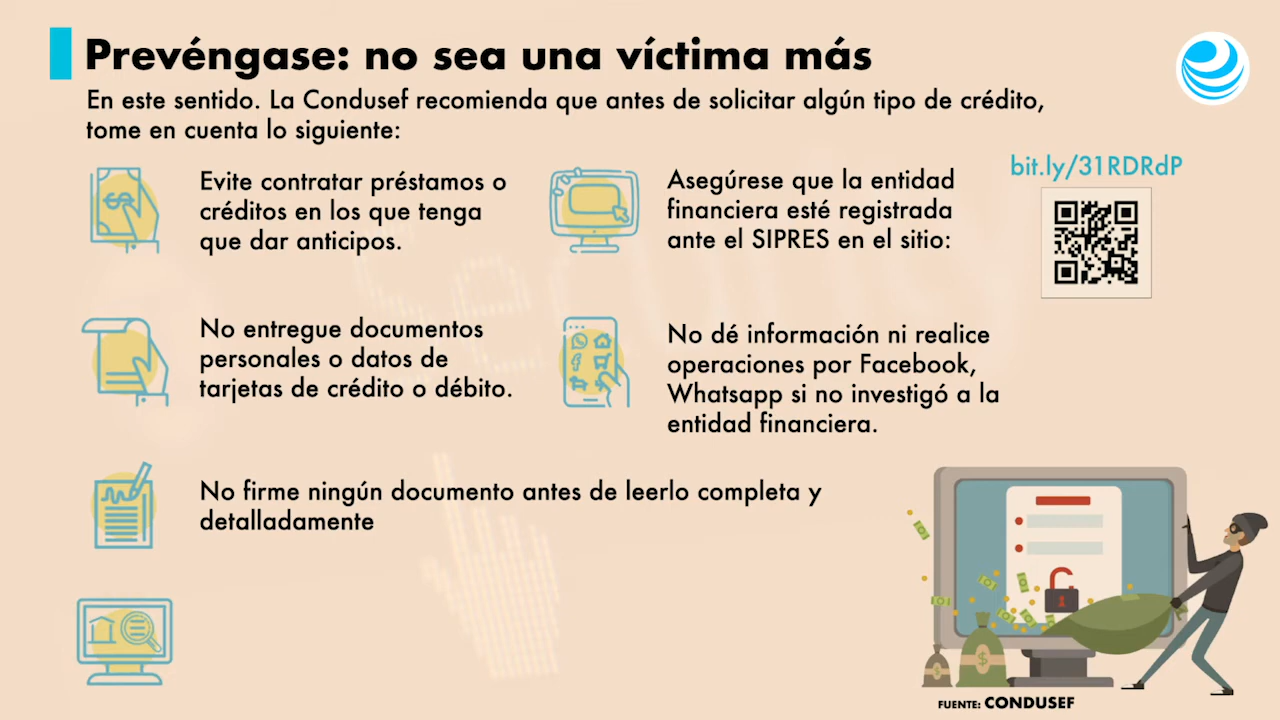 Prevéngase: no sea una víctima más
En este sentido. La Condusef recomienda que antes de solicitar algún tipo de crédito,
tome en cuenta lo siguiente:
Evite contratar préstamos o
créditos en los que tenga
que dar anticipos.
Asegúrese que la entidad
financiera esté registrada
ante el SIPRES en el sitio:
bit.ly/31RDRdP
No entregue documentos
personales o datos de
tarjetas de crédito o débito.
No dé información ni realice
operaciones por Facebook,
Whatsapp si no investigó a la
entidad financiera.
No firme ningún documento antes de leerlo completa y
detalladamente
FUENTE: CONDUSEF